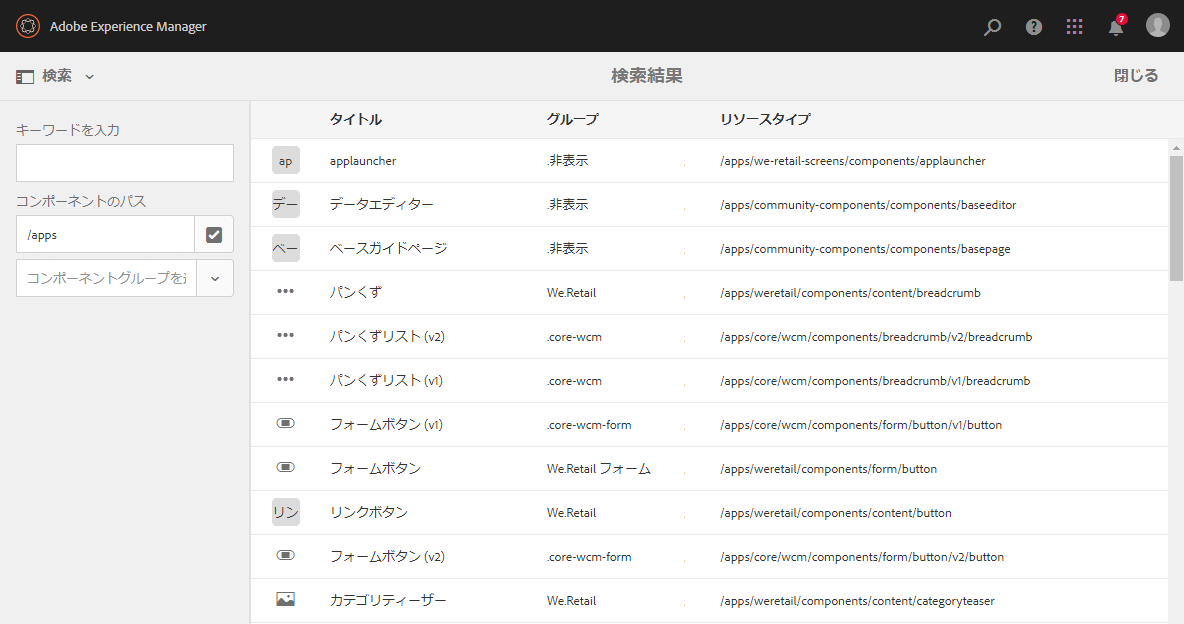 Adobe Experience Manager
7
検索
検索結果
閉じる
キーワードを入力
コンポーネントのパス
/apps
コンポーネントグループを
タイトル グループ リソースタイプ
ap applauncher .非表示 /apps/we-retail-screens/components/applauncher
デー データエディター .非表示 /apps/community-components/components/baseeditor
ベー ベースガイドページ .非表示 /apps/community-components/components/basepage
パンくず We.Retail /apps/weretail/components/content/breadcrumb
パンくずリスト (v2) .core-wcm /apps/core/wcm/components/breadcrumb/v2/breadcrumb
パンくずリスト (v1) .core-wcm /apps/core/wcm/components/breadcrumb/v1/breadcrumb
フォームボタン (v1) .core-wcm-form /apps/core/wcm/components/form/button/v1/button
フォームボタン We.Retail フォーム /apps/weretail/components/form/button
リン リンクボタン We.Retail /apps/weretail/components/content/button
フォームボタン (v2) .core-wcm-form /apps/core/wcm/components/form/button/v2/button
カテゴリティーザー We.Retail /apps/weretail/components/content/categoryteaser